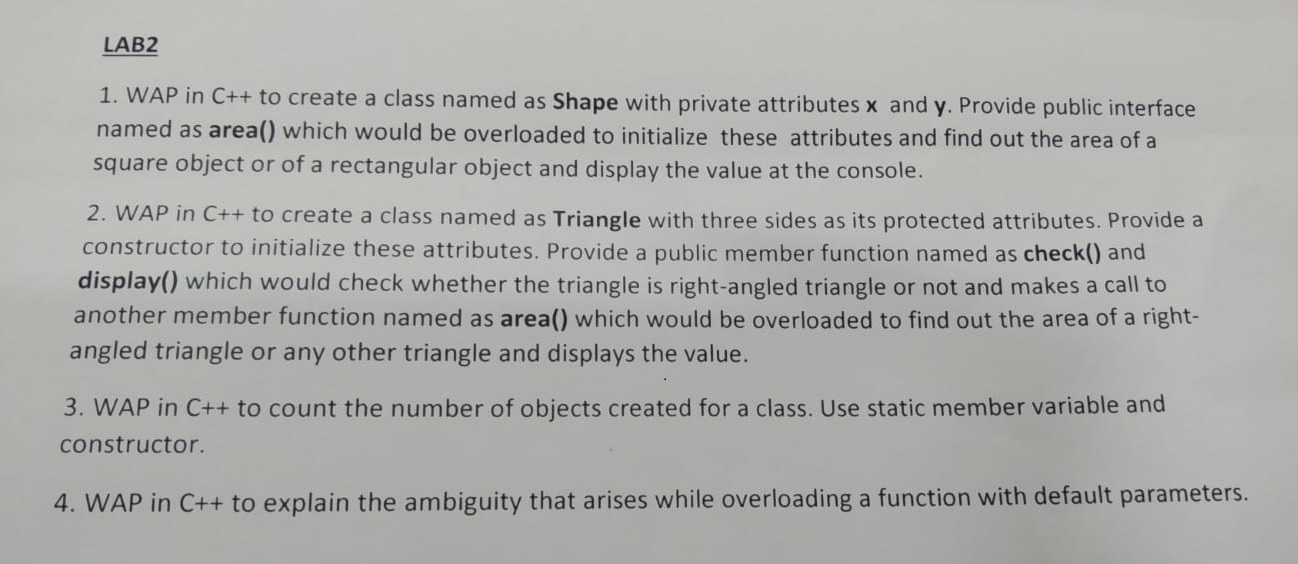 LAB2
1. WAP in C++ to create a class named as Shape with private attributes x and y. Provide public interface
named as area() which would be overloaded to initialize these attributes and find out the area of a
square object or of a rectangular object and display the value at the console.
2. WAP in C++ to create a class named as Triangle with three sides as its protected attributes. Provide a
constructor to initialize these attributes. Provide a public member function named as check() and
display() which would check whether the triangle is right-angled triangle or not and makes a call to
another member function named as area() which would be overloaded to find out the area of a right-
angled triangle or any other triangle and displays the value.
3. WAP in C++ to count the number of objects created for a class. Use static member variable and
constructor.
4. WAP in C++ to explain the ambiguity that arises while overloading a function with default parameters.